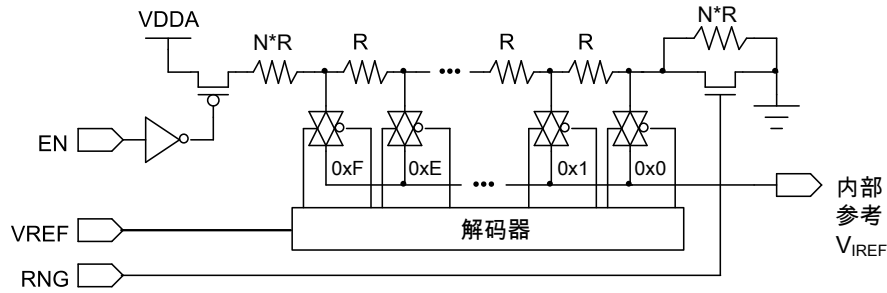 VDDA
N*R
R
R
R
N*R
EN
0xF
0xE
0x1
0x0
VREF
解码器
RNG
内部
参考
VIREF